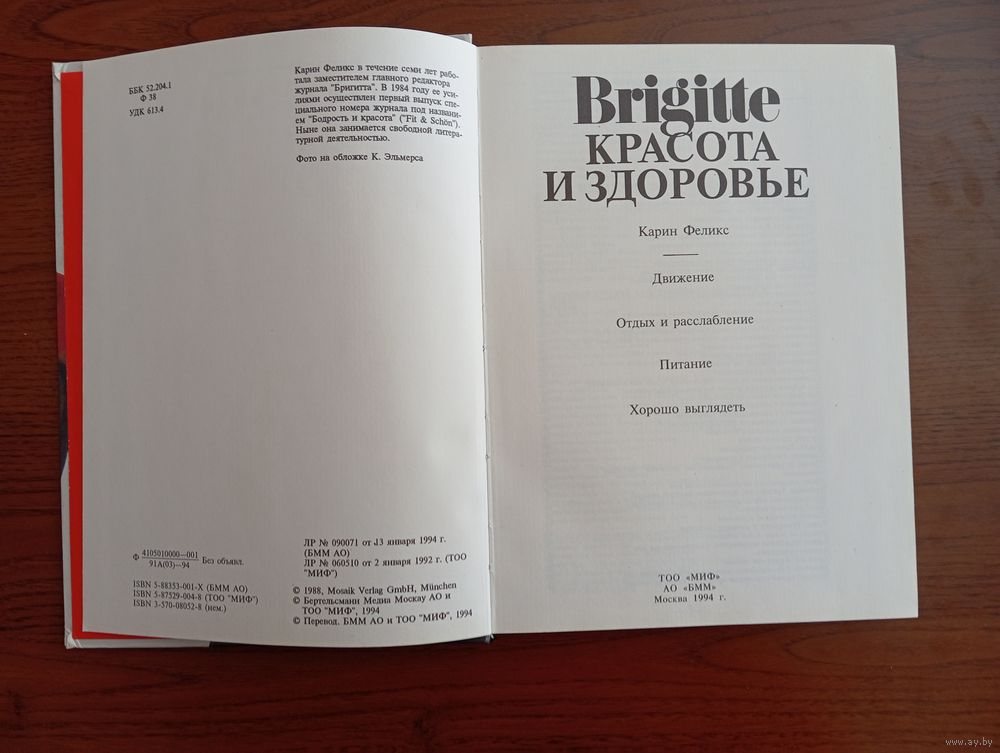 ББК 52.204.1
Ф 38
УДК 613.4
Карин Феликс в течение семи лет рабо-
тала заместителем главного редактора
журнала "Бригитта". В 1984 году ее уси-
лиями осуществлен первый выпуск спе-
циального номера журнала под названи-
ем "Бодрость и красота" ("Fit & Schön").
Ныне она занимается свободной литера-
турной деятельностью.
Фото на обложке К. Эльмерса
Ф 4105010000—001
91А(03)—94 Без объявл.
ISBN 5-88353-001-X (БММ АО)
ISBN 5-87529-004-8 (ТОО "МИФ")
ISBN 3-570-08052-8 (нем.)
ЛР № 090071 от 13 января 1994 г.
(БММ АО)
ЛР № 060510 от 2 января 1992 г. (ТОО
"МИФ")
© 1988, Mosaik Verlag GmbH, München
© Бертельсманн Медиа Москау АО и
ТОО "МИФ", 1994
© Перевод. БММ АО и ТОО "МИФ", 1994
Brigitte
КРАСОТА
И ЗДОРОВЬЕ
Карин Феликс
Движение
Отдых и расслабление
Питание
Хорошо выглядеть
ТОО «МИФ»
АО «БММ»
Москва 1994 г.
www.ay.by